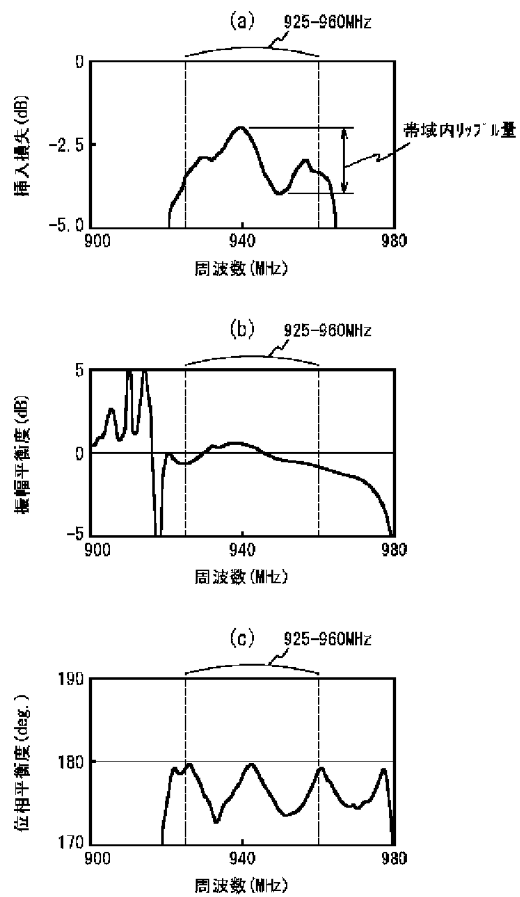 (a)
925-960MHz
0
-2.5
-5.0
挿入損失(dB)
帯域内リップル量
900
940
980
周波数(MHz)
(b)
925-960MHz
5
0
-5
振幅平衡度(dB)
900
940
980
周波数(MHz)
(c)
925-960MHz
190
180
170
位相平衡度(deg.)
900
940
980
周波数(MHz)